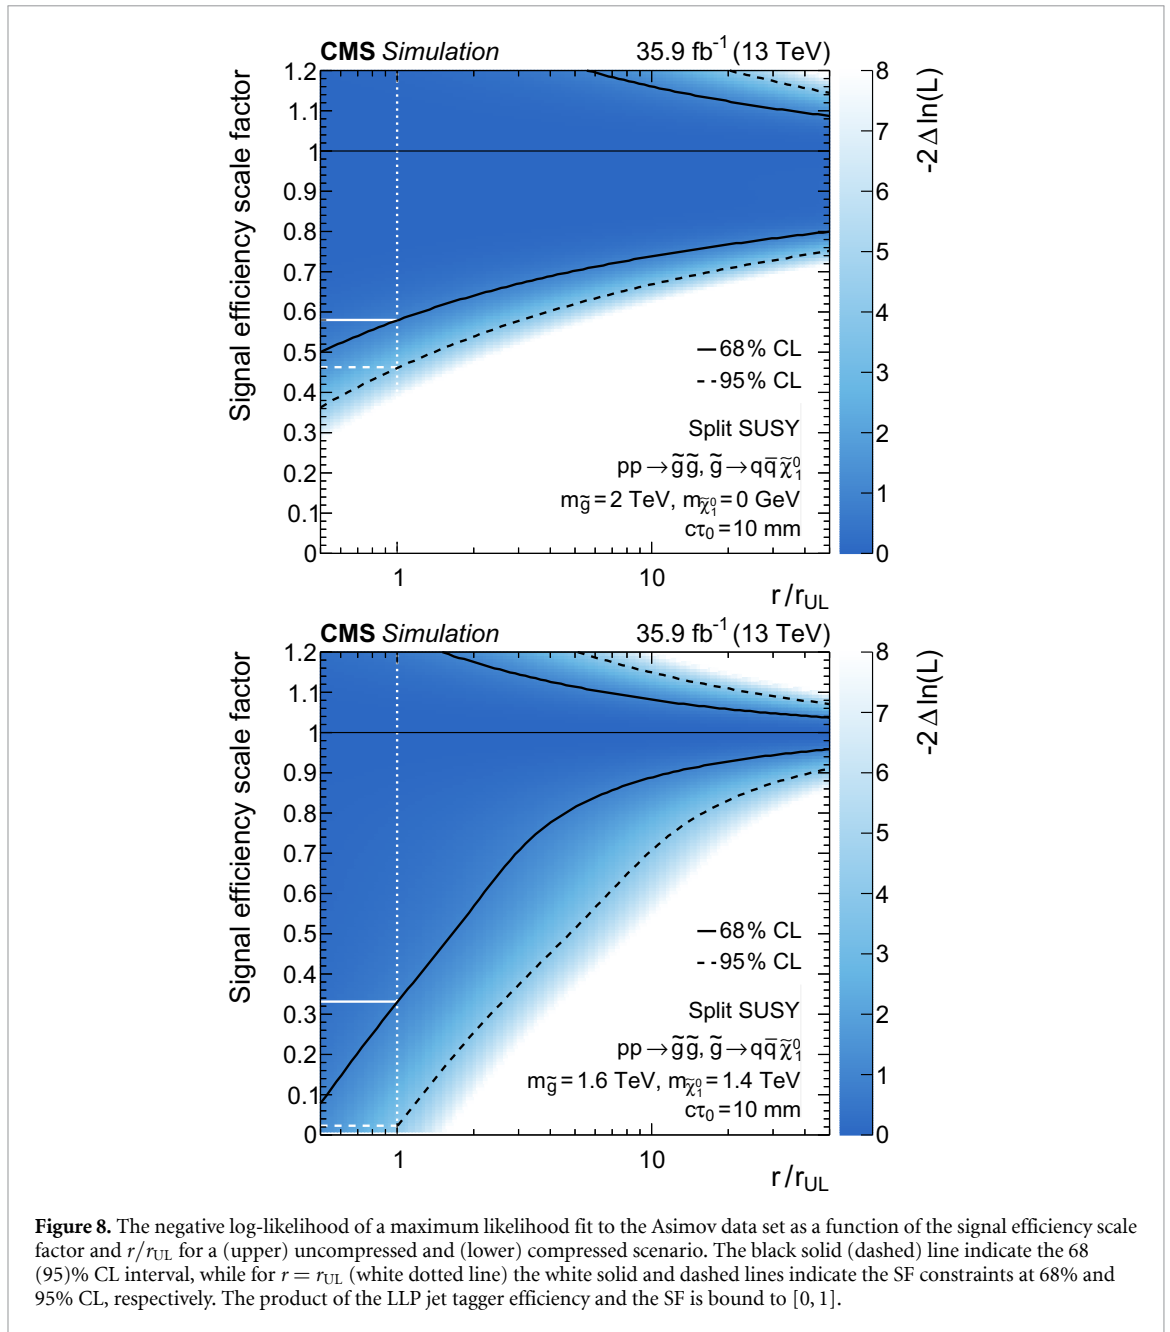 CMS Simulation 35.9 fb⁻¹ (13 TeV)
Signal efficiency scale factor
1.2
1.1
1
0.9
0.8
0.7
0.6
0.5
0.4
0.3
0.2
0.1
0
68% CL
95% CL
Split SUSY
pp → g̃g̃, g̃ → qq̄χ̃⁰₁
m_g̃ = 2 TeV, m_χ̃⁰₁ = 0 GeV
cτ₀ = 10 mm
1 10
r/r_UL
8
7
6
5
4
3
2
1
0
-2Δln(L)
CMS Simulation 35.9 fb⁻¹ (13 TeV)
Signal efficiency scale factor
1.2
1.1
1
0.9
0.8
0.7
0.6
0.5
0.4
0.3
0.2
0.1
0
68% CL
95% CL
Split SUSY
pp → g̃g̃, g̃ → qq̄χ̃⁰₁
m_g̃ = 1.6 TeV, m_χ̃⁰₁ = 1.4 TeV
cτ₀ = 10 mm
1 10
r/r_UL
8
7
6
5
4
3
2
1
0
-2Δln(L)
Figure 8. The negative log-likelihood of a maximum likelihood fit to the Asimov data set as a function of the signal efficiency scale
factor and r/r_UL for a (upper) uncompressed and (lower) compressed scenario. The black solid (dashed) line indicate the 68
(95)% CL interval, while for r = r_UL (white dotted line) the white solid and dashed lines indicate the SF constraints at 68% and
95% CL, respectively. The product of the LLP jet tagger efficiency and the SF is bound to [0, 1].